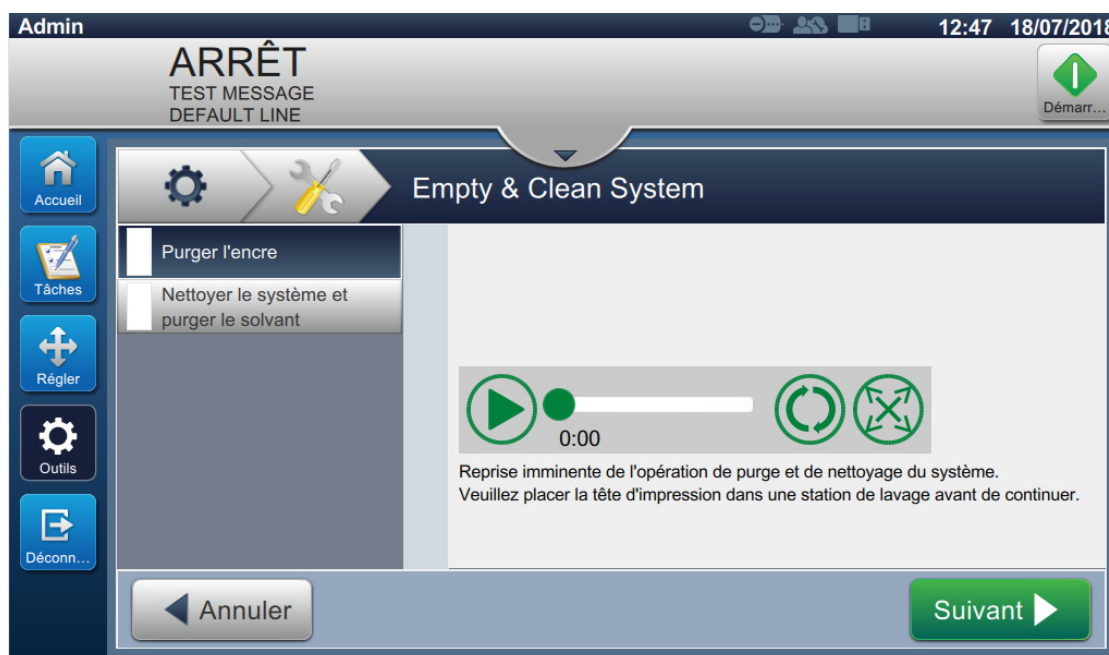 Admin
12:47 18/07/2018
ARRÊT
TEST MESSAGE
DEFAULT LINE
Démarr...
Accueil
Empty & Clean System
Purger l'encre
Tâches
Nettoyer le système et
purger le solvant
Régler
0:00
Outils
Reprise imminente de l'opération de purge et de nettoyage du système.
Veuillez placer la tête d'impression dans une station de lavage avant de continuer.
Déconn...
Annuler
Suivant